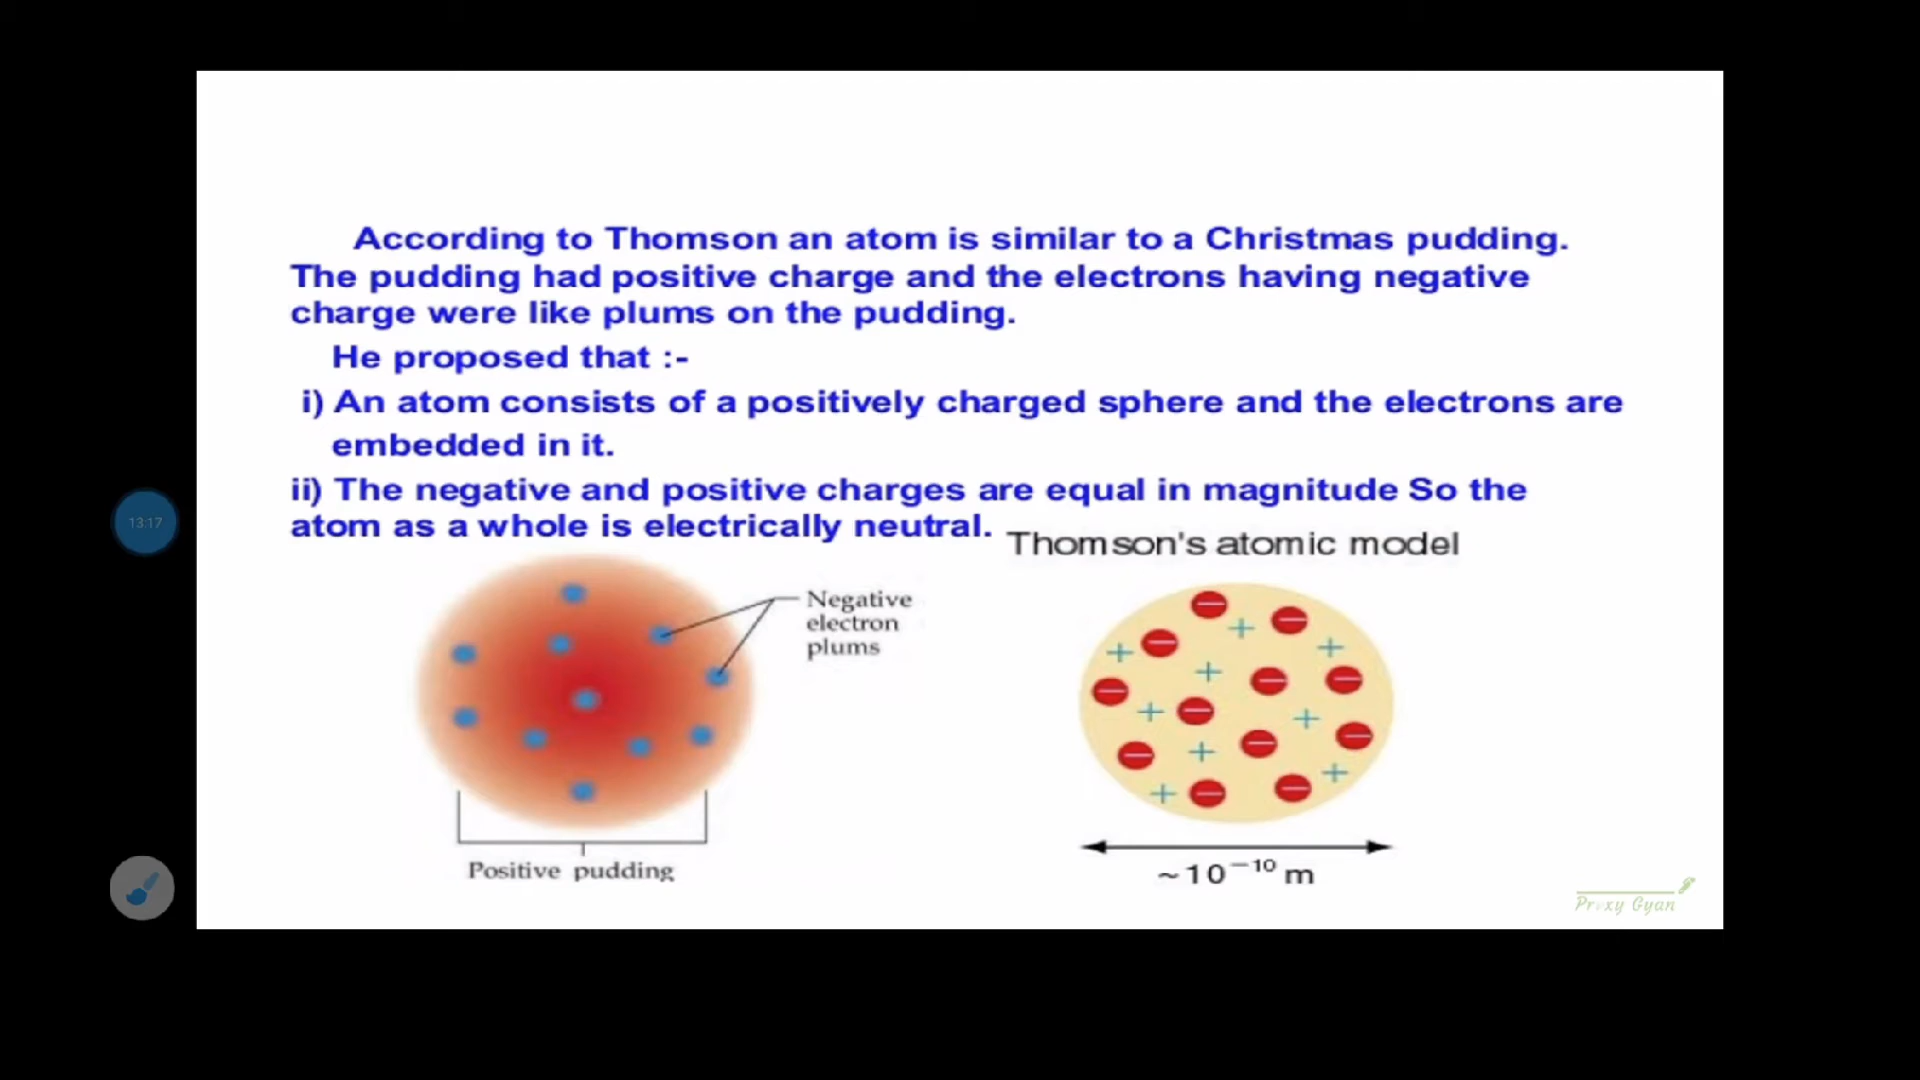 According to Thomson an atom is similar to a Christmas pudding.
The pudding had positive charge and the electrons having negative
charge were like plums on the pudding.
He proposed that :-
i) An atom consists of a positively charged sphere and the electrons are
embedded in it.
ii) The negative and positive charges are equal in magnitude So the
atom as a whole is electrically neutral.
Thomson's atomic model
Negative
electron
plums
Positive pudding
~10⁻¹⁰ m
13:17
Proxy Gyan